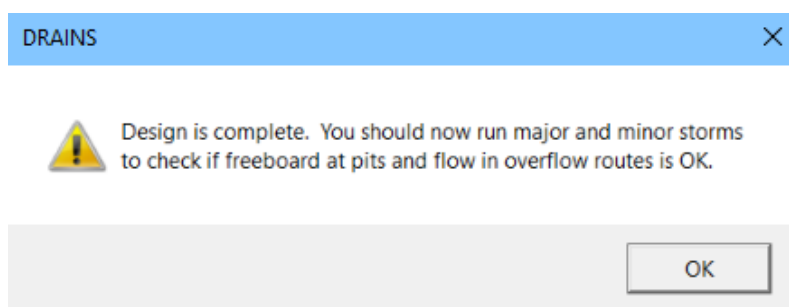 DRAINS
Design is complete.  You should now run major and minor storms
to check if freeboard at pits and flow in overflow routes is OK.
OK